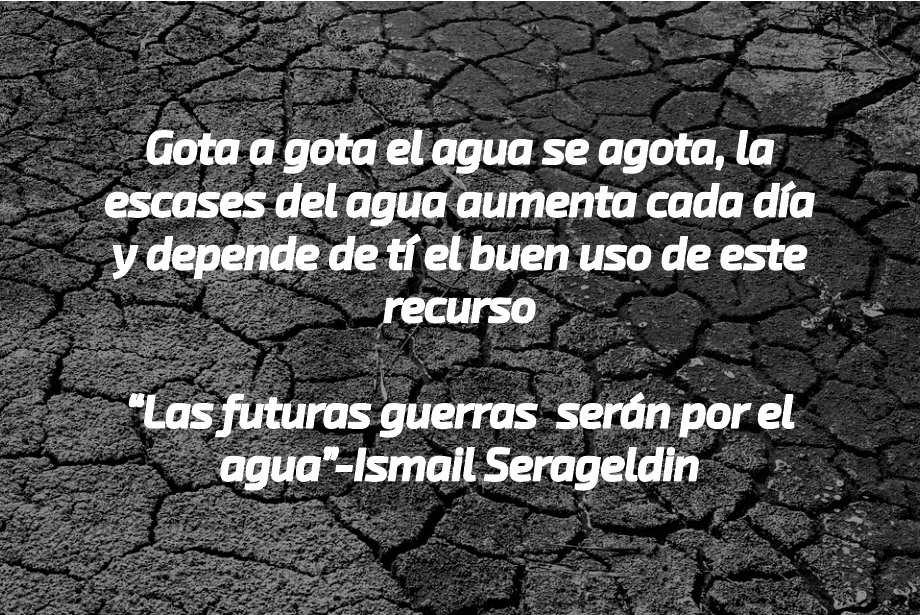 Gota a gota el agua se agota, la
escases del agua aumenta cada día
y depende de tí el buen uso de este
recurso
“Las futuras guerras  serán por el
agua”-Ismail Serageldin